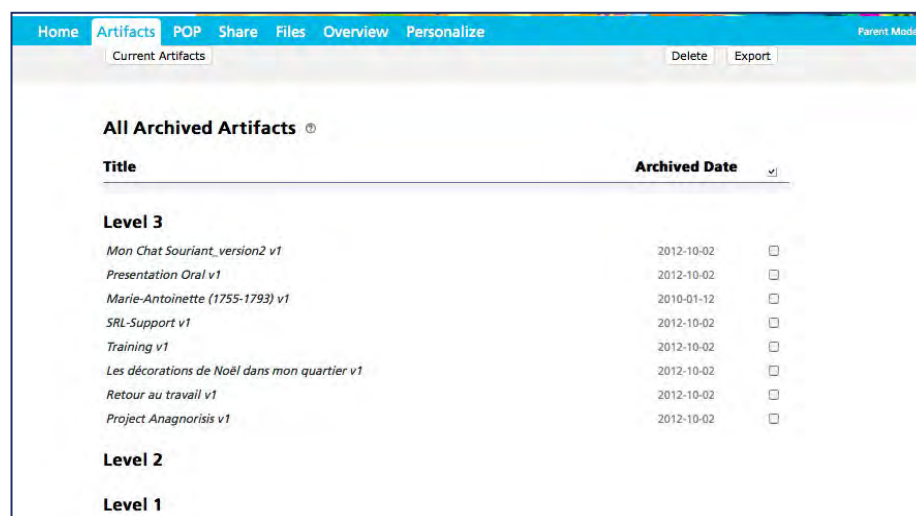 Home Artifacts POP Share Files Overview Personalize Parent Mode
Current Artifacts Delete Export
All Archived Artifacts ?
Title Archived Date
Level 3
Mon Chat Souriant_version2 v1 2012-10-02
Presentation Oral v1 2012-10-02
Marie-Antoinette (1755-1793) v1 2010-01-12
SRL-Support v1 2012-10-02
Training v1 2012-10-02
Les décorations de Noël dans mon quartier v1 2012-10-02
Retour au travail v1 2012-10-02
Project Anagnorisis v1 2012-10-02
Level 2
Level 1